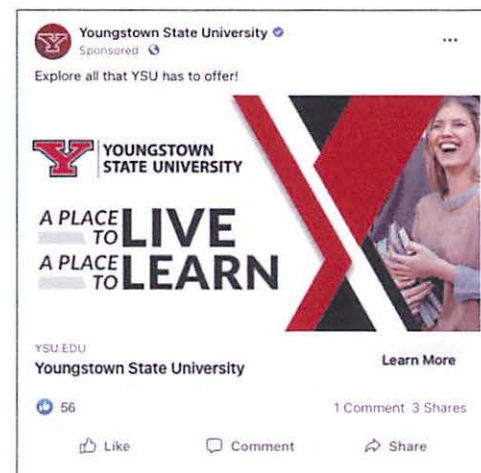 Youngstown State University
Sponsored
Explore all that YSU has to offer!
Y YOUNGSTOWN
STATE UNIVERSITY
A PLACE TO LIVE
A PLACE TO LEARN
YSU.EDU
Youngstown State University
Learn More
56
1 Comment 3 Shares
Like Comment Share